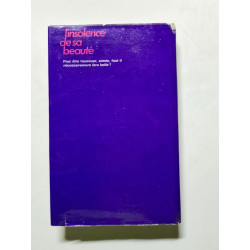 l'insolence
de sa
beauté
Pour être heureuse, aimée, faut il
nécessairement être belle?